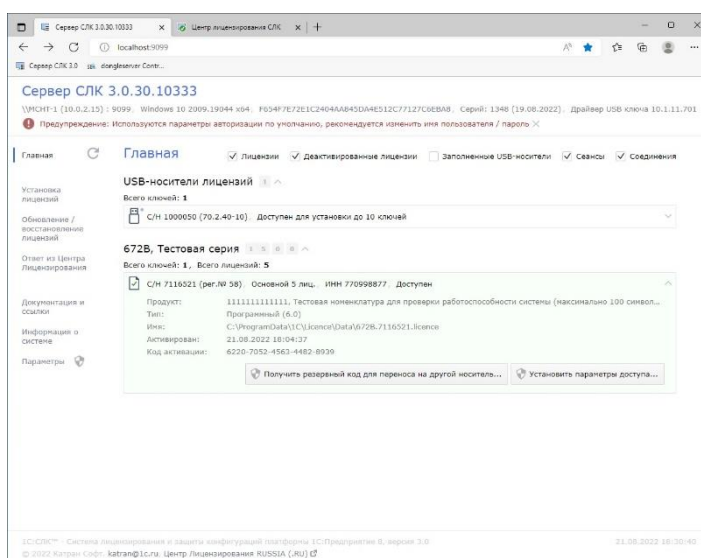 Сервер СЛК 3.0.30.10333
Центр лицензирования СЛК
localhost:9099
Сервер СЛК 3.0
dongleserver Contr...
Сервер СЛК 3.0.30.10333
Windows 10 2009.19044 x64, F654F7E72E1C2404AA845DA4E512C77127C6EBA8, Серий: 1348 (19.08.2022), Драйвер USB ключа 10.1.11.701
Предупреждение: Используются параметры авторизации по умолчанию, рекомендуется изменить имя пользователя / пароль
Главная
Установка лицензий
Обновление / восстановление лицензий
Ответ из Центра Лицензирования
Документация и ссылки
Информация о системе
Параметры
Главная
Лицензии
Деактивированные лицензии
Заполненные USB-носители
Сеансы
Соединения
USB-носители лицензий 1
Всего ключей: 1
С/Н 1000050 (70.2.40-10), Доступен для установки до 10 ключей
672B, Тестовая серия 1 5 0 0
Всего ключей: 1, Всего лицензий: 5
С/Н 7116521 (рег.№ 58) Основной 5 лиц. ИНН 770998877, Доступен
Продукт: 1111111111111, Тестовая номенклатура для проверки работоспособности системы (максимально 100 символ...
Тип: Программный (6.0)
Имя: C:\ProgramData\1C\Licence\Data\672B.7116521.licence
Активирован: 21.08.2022 18:04:37
Код активации: 6220-7052-4563-4482-8939
Получить резервный код для переноса на другой носитель...
Установить параметры доступа...
1С:СЛК™ - Система лицензирования и защиты конфигураций платформы 1С:Предприятие 8, версия 3.0
21.08.2022 18:30:40
© 2022 Катран Софт, katran@1c.ru, Центр Лицензирования RUSSIA (.RU)